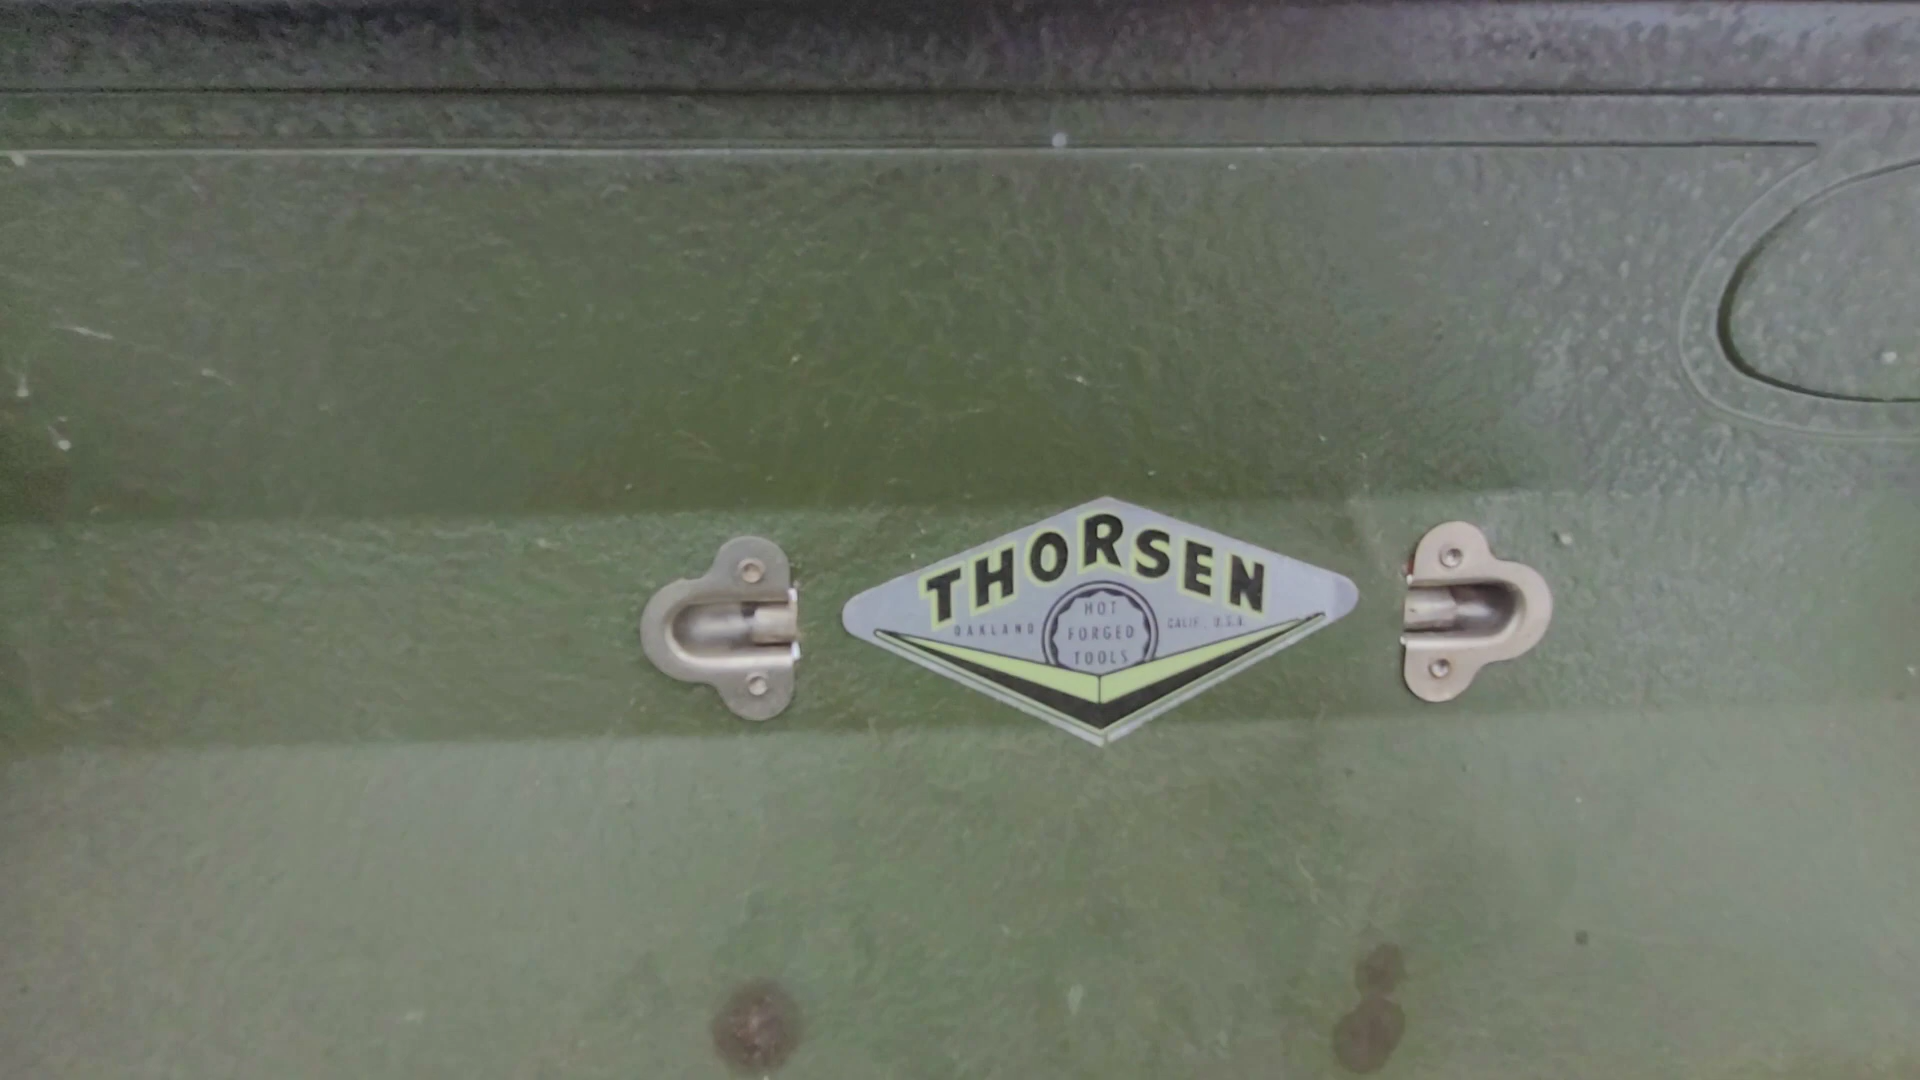 THORSEN
OAKLAND CALIF., U.S.A.
HOT
FORGED
TOOLS